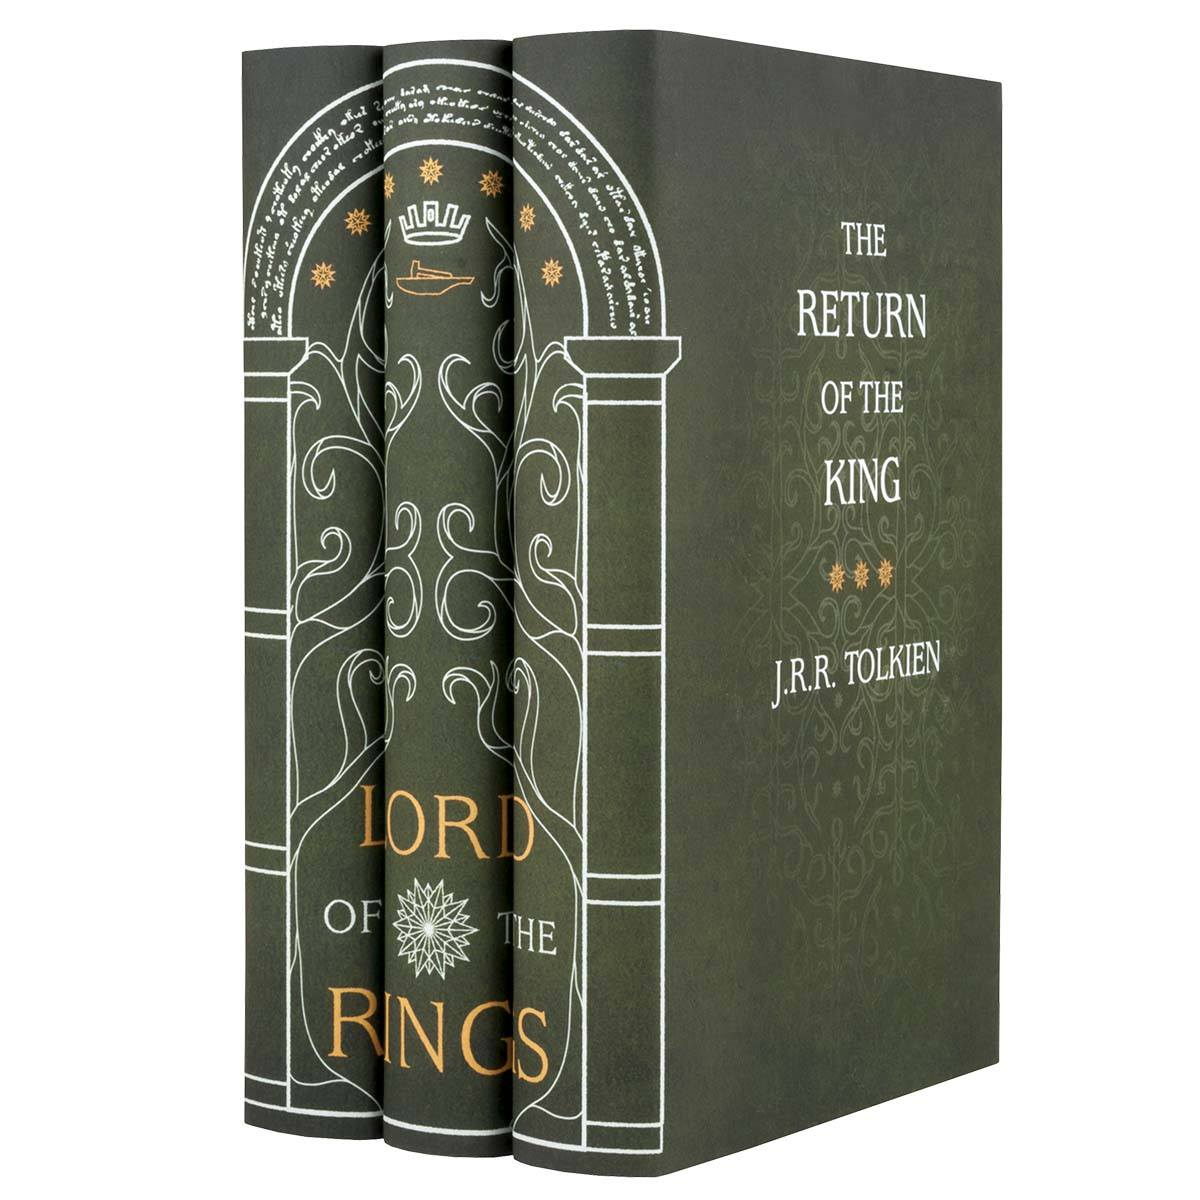 LORD
OF THE
RINGS
THE
RETURN
OF THE
KING
J.R.R. TOLKIEN